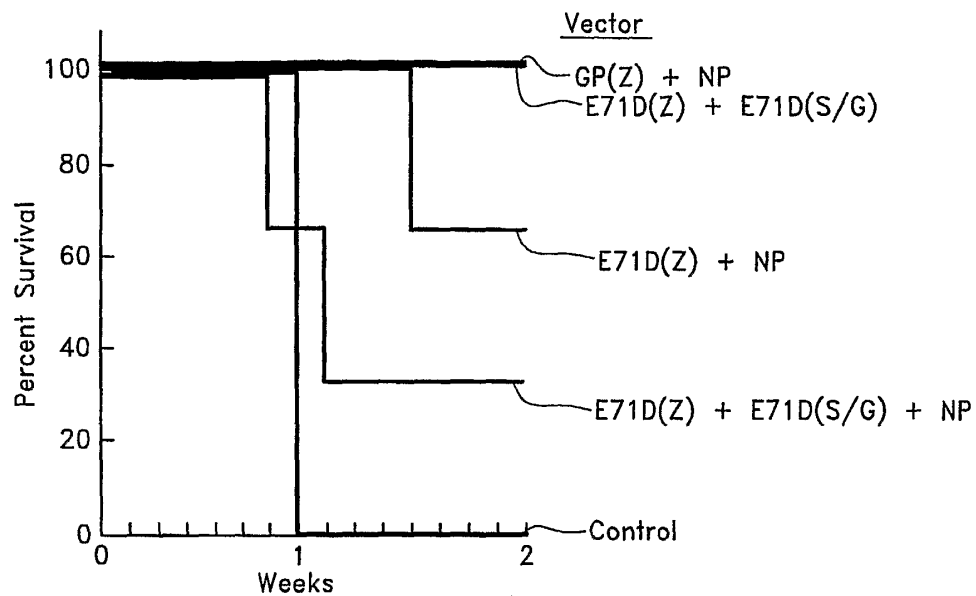 Vector
GP(Z) + NP
E71D(Z) + E71D(S/G)
E71D(Z) + NP
E71D(Z) + E71D(S/G) + NP
Control
Percent Survival
100
80
60
40
20
0
0 1 2
Weeks